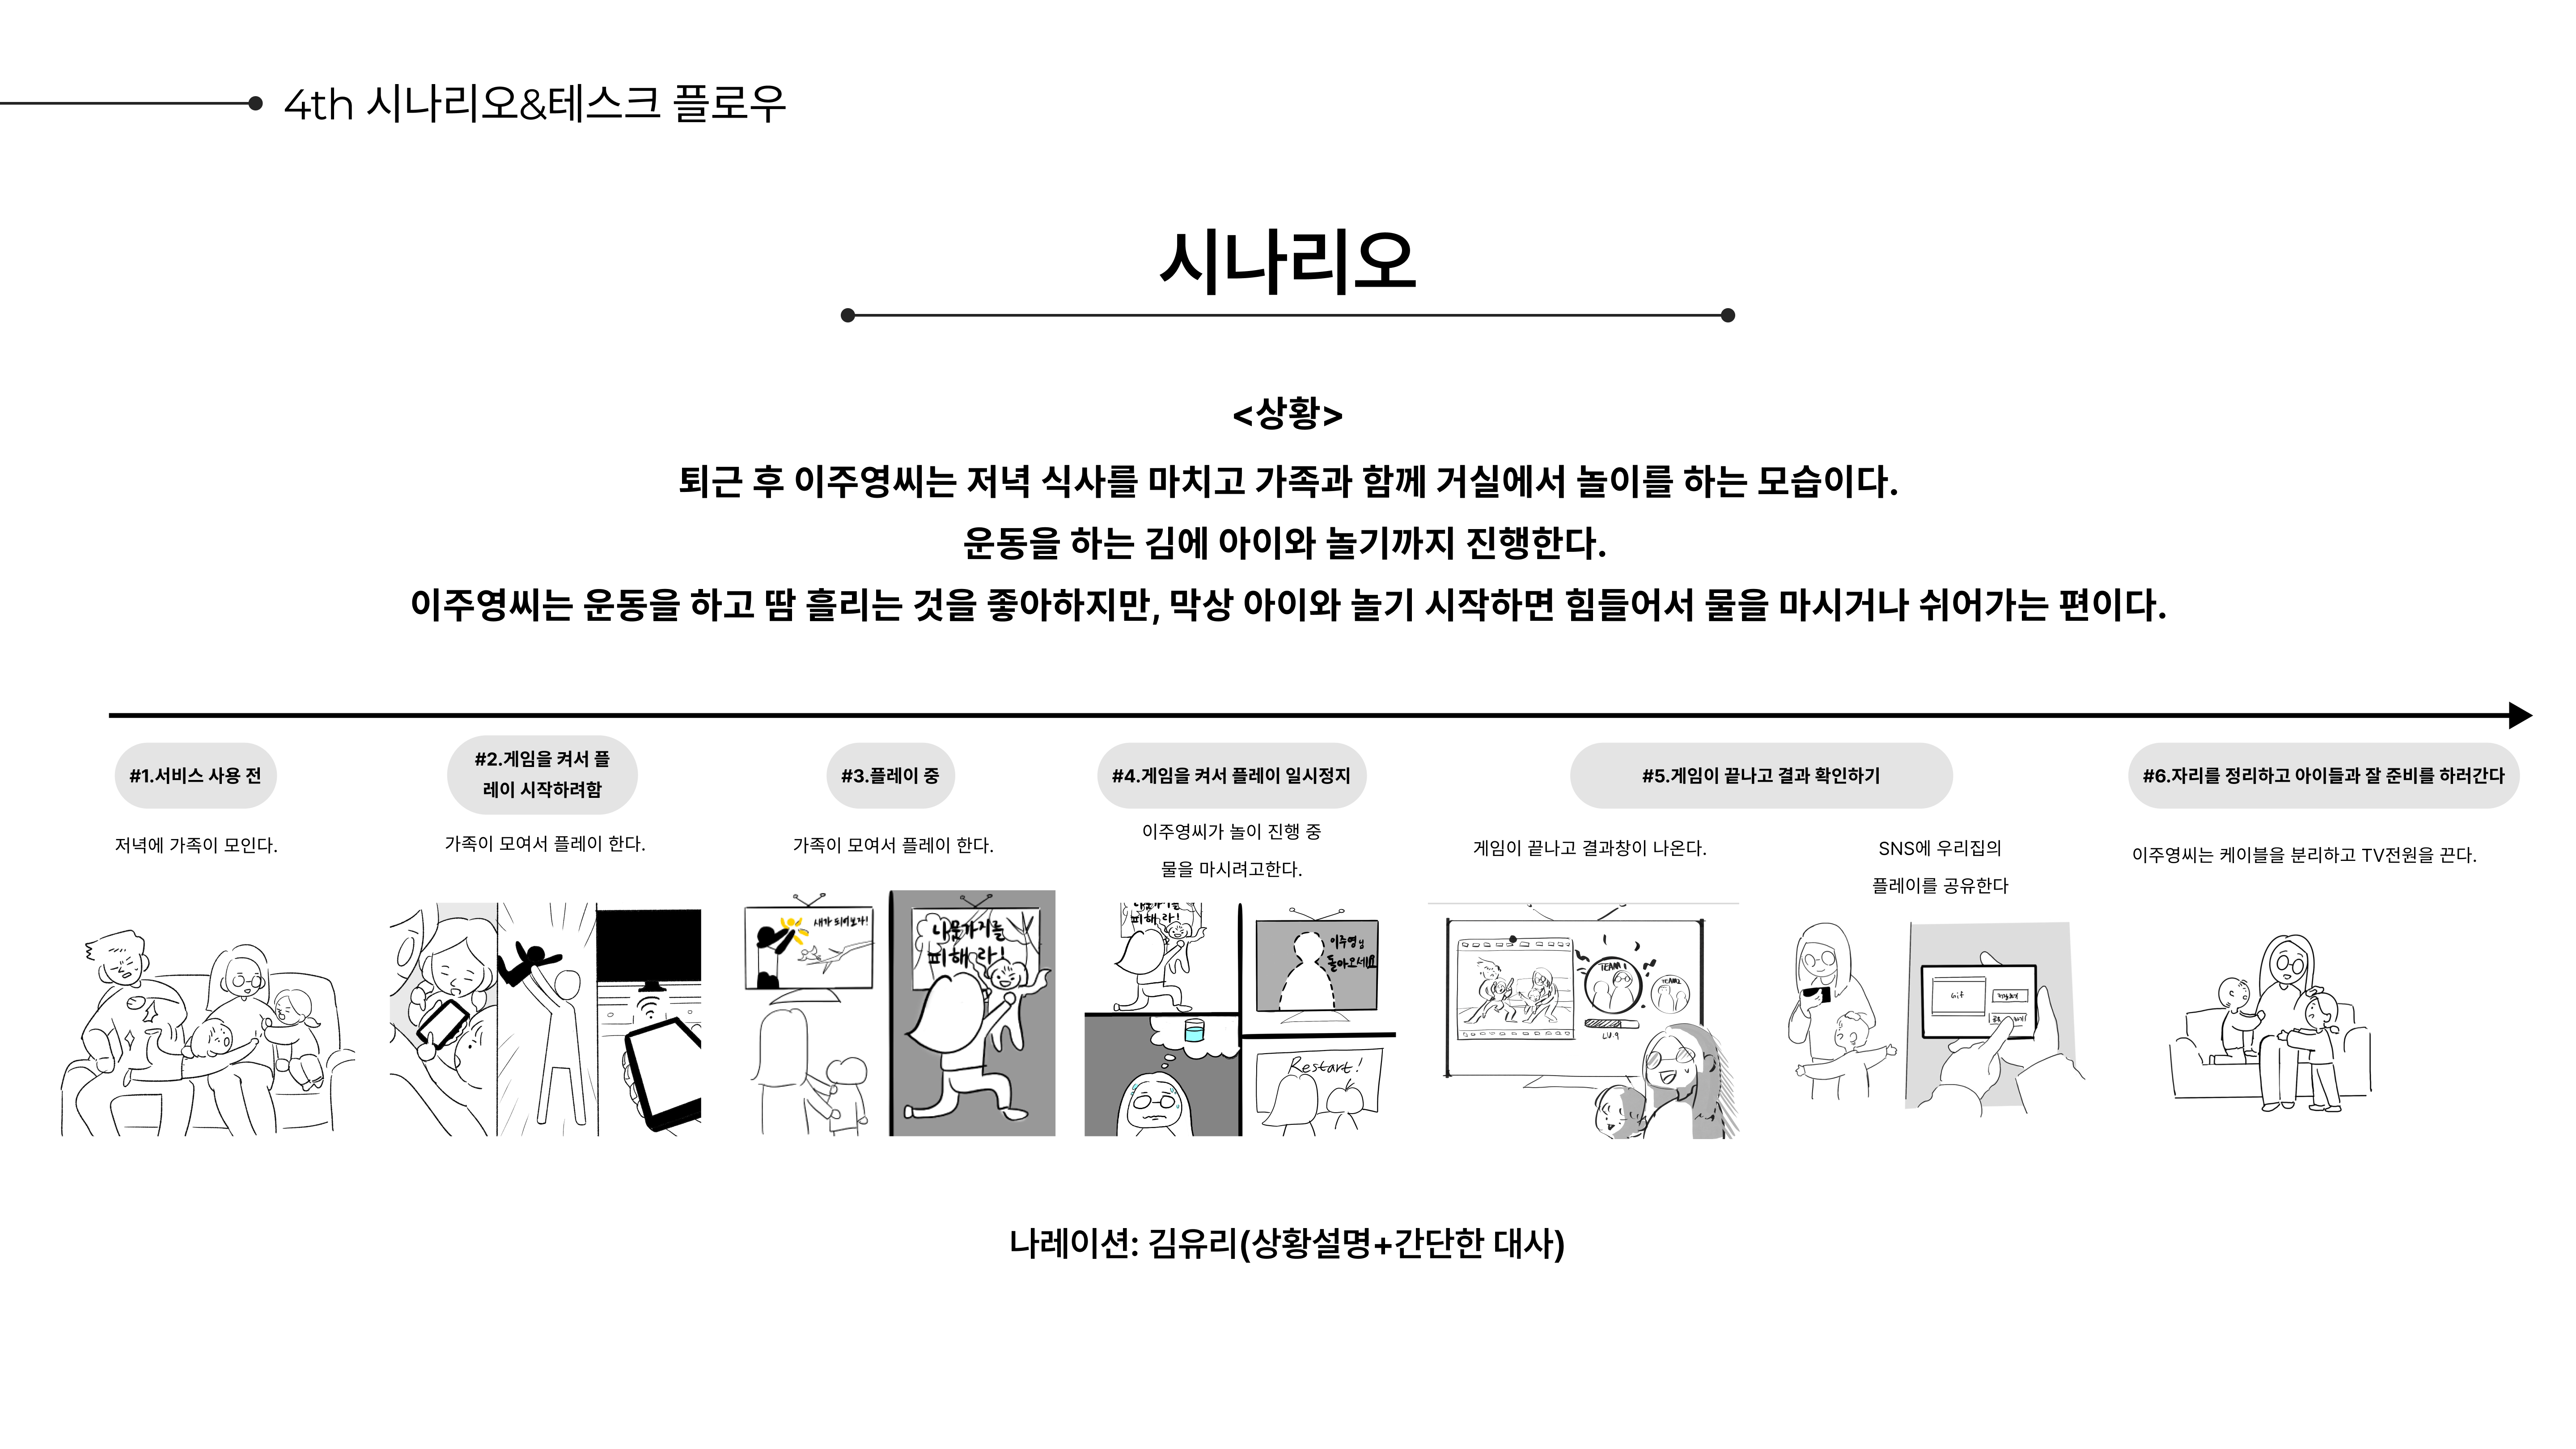 4th 시나리오&테스크 플로우
시나리오
<상황>
퇴근 후 이주영씨는 저녁 식사를 마치고 가족과 함께 거실에서 놀이를 하는 모습이다.
운동을 하는 김에 아이와 놀기까지 진행한다.
이주영씨는 운동을 하고 땀 흘리는 것을 좋아하지만, 막상 아이와 놀기 시작하면 힘들어서 물을 마시거나 쉬어가는 편이다.
#1.서비스 사용 전
저녁에 가족이 모인다.
#2.게임을 켜서 플
레이 시작하려함
가족이 모여서 플레이 한다.
#3.플레이 중
가족이 모여서 플레이 한다.
새가 되어보자!
나뭇가지를
피해라!
#4.게임을 켜서 플레이 일시정지
이주영씨가 놀이 진행 중
물을 마시려고한다.
피해라!
이주영님
돌아오세요
Restart!
#5.게임이 끝나고 결과 확인하기
게임이 끝나고 결과창이 나온다.
TEAM 1
TEAM2
LV.9
SNS에 우리집의
플레이를 공유한다
Gif
#6.자리를 정리하고 아이들과 잘 준비를 하러간다
이주영씨는 케이블을 분리하고 TV전원을 끈다.
나레이션: 김유리(상황설명+간단한 대사)